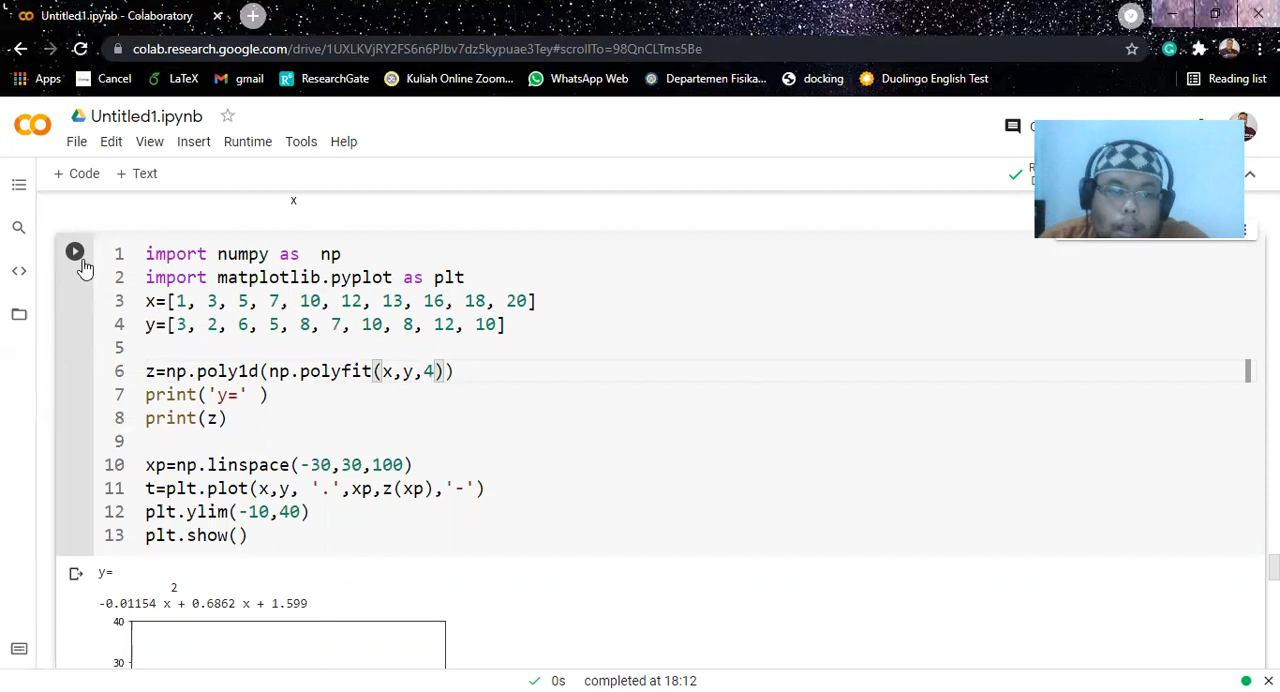 Untitled1.ipynb - Colaboratory
colab.research.google.com/drive/1UXLKVjRY2FS6n6PJbv7dz5kypuae3Tey#scrollTo=98QnCLTms5Be
Apps Cancel LaTeX gmail ResearchGate Kuliah Online Zoom... WhatsApp Web Departemen Fisika... docking Duolingo English Test Reading list
Untitled1.ipynb
File Edit View Insert Runtime Tools Help
+ Code + Text
x
1 import numpy as np
2 import matplotlib.pyplot as plt
3 x=[1, 3, 5, 7, 10, 12, 13, 16, 18, 20]
4 y=[3, 2, 6, 5, 8, 7, 10, 8, 12, 10]
5
6 z=np.poly1d(np.polyfit(x,y,4))
7 print('y=' )
8 print(z)
9
10 xp=np.linspace(-30,30,100)
11 t=plt.plot(x,y, '.',xp,z(xp),'-')
12 plt.ylim(-10,40)
13 plt.show()
y=
2
-0.01154 x + 0.6862 x + 1.599
40
30
0s completed at 18:12